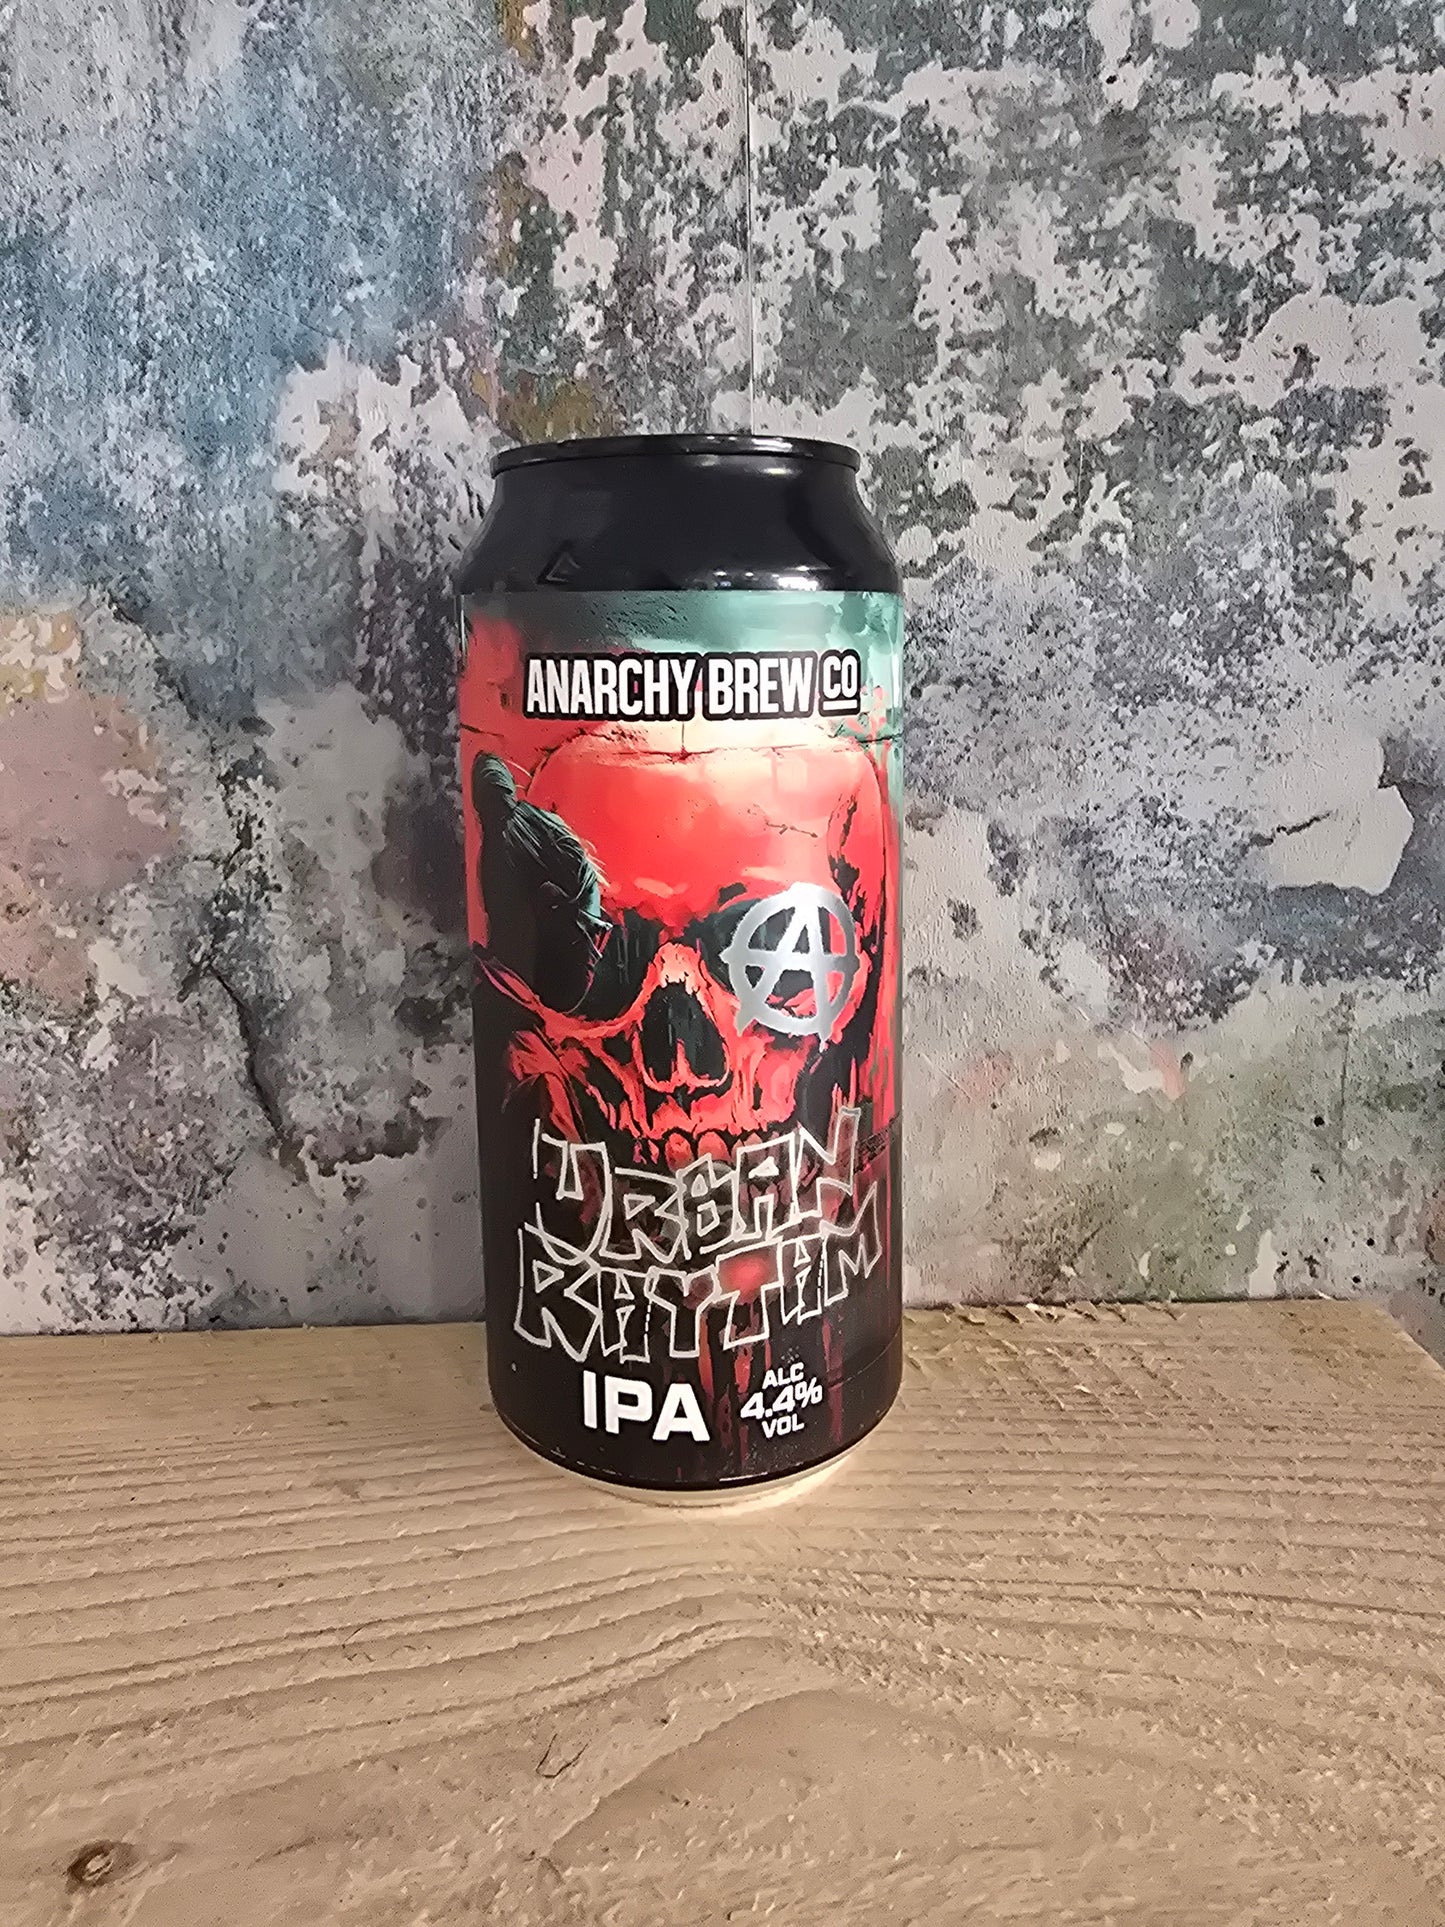 ANARCHY BREW CO
URBAN
RHYTHM
IPA
ALC
4.4%
VOL